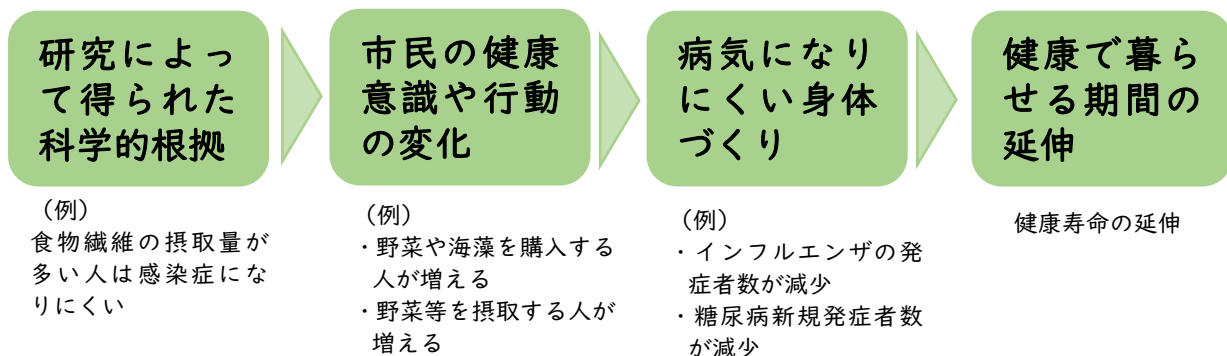 研究によっ
て得られた
科学的根拠
市民の健康
意識や行動
の変化
病気になり
にくい身体
づくり
健康で暮ら
せる期間の
延伸
（例）
食物繊維の摂取量が
多い人は感染症にな
りにくい
（例）
・野菜や海藻を購入する
人が増える
・野菜等を摂取する人が
増える
（例）
・インフルエンザの発
症者数が減少
・糖尿病新規発症者数
が減少
健康寿命の延伸